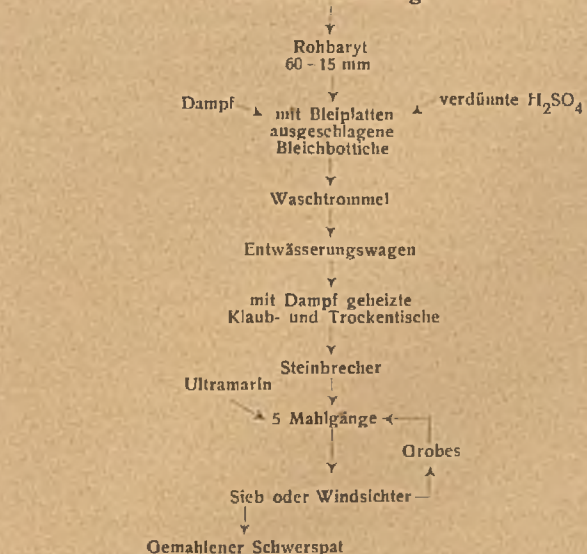 Rohbaryt
60 - 15 mm
Dampf
verdünnte H₂SO₄
mit Bleiplatten
ausgeschlagene
Bleichbottiche
Waschtrommel
Entwässerungswagen
mit Dampf geheizte
Klaub- und Trockentische
Steinbrecher
Ultramarin
5 Mahlgänge
Grobes
Sieb oder Windsichter
Gemahlener Schwerspat